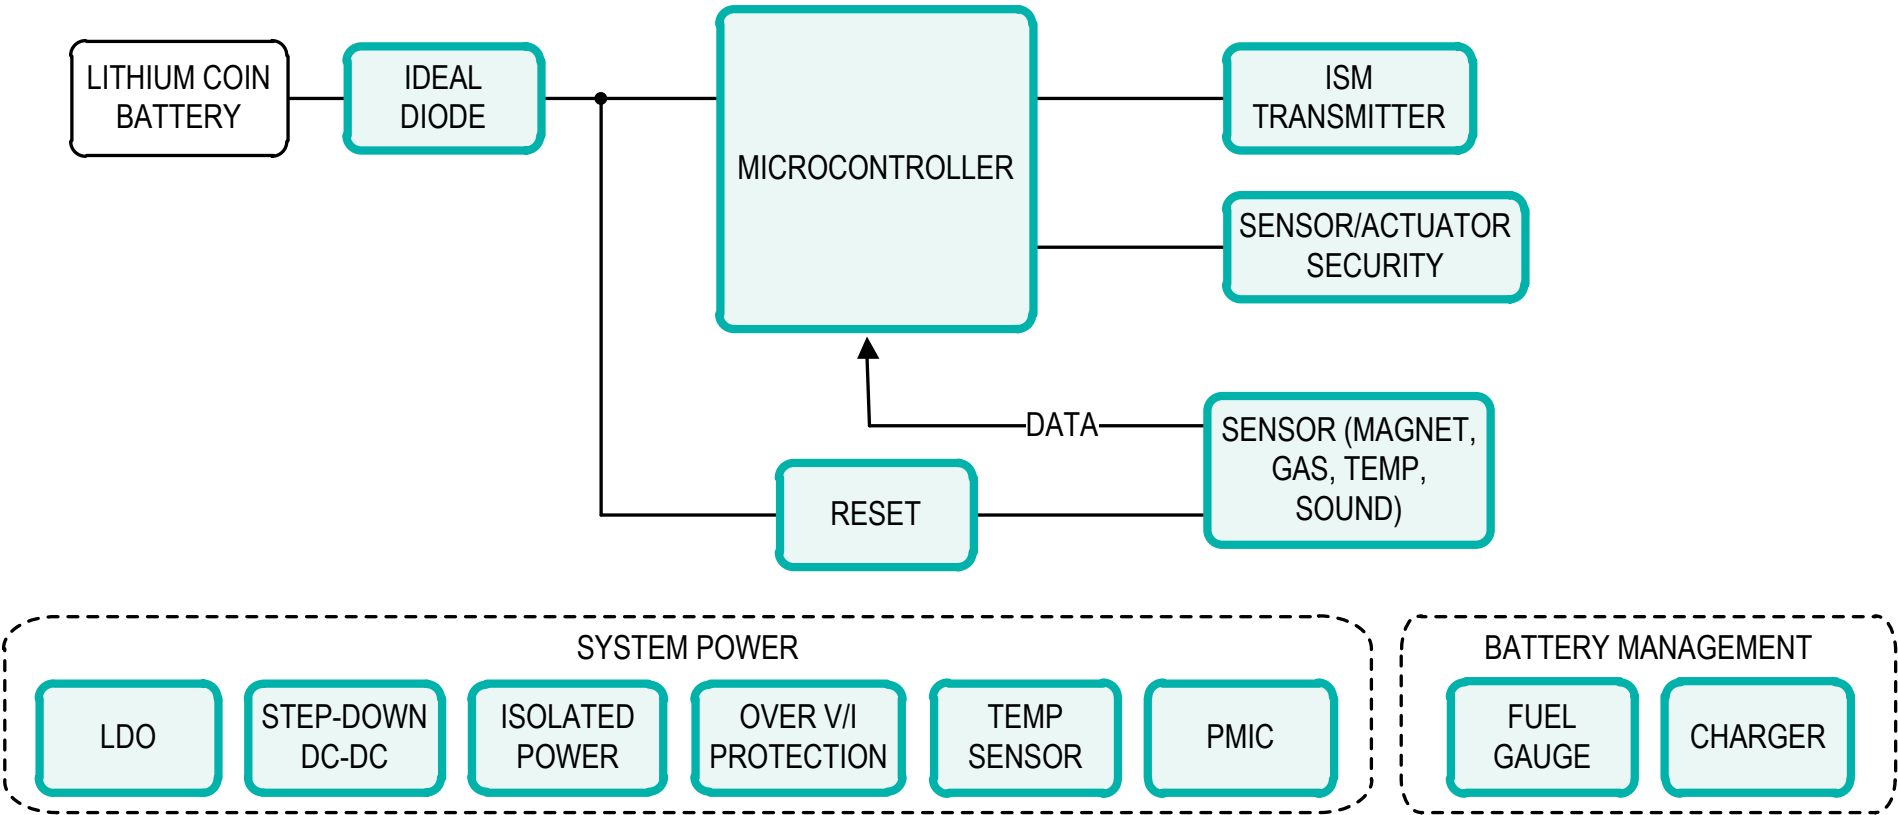 LITHIUM COIN
BATTERY
IDEAL
DIODE
MICROCONTROLLER
ISM
TRANSMITTER
SENSOR/ACTUATOR
SECURITY
DATA
SENSOR (MAGNET,
GAS, TEMP,
SOUND)
RESET
SYSTEM POWER
LDO
STEP-DOWN
DC-DC
ISOLATED
POWER
OVER V/I
PROTECTION
TEMP
SENSOR
PMIC
BATTERY MANAGEMENT
FUEL
GAUGE
CHARGER